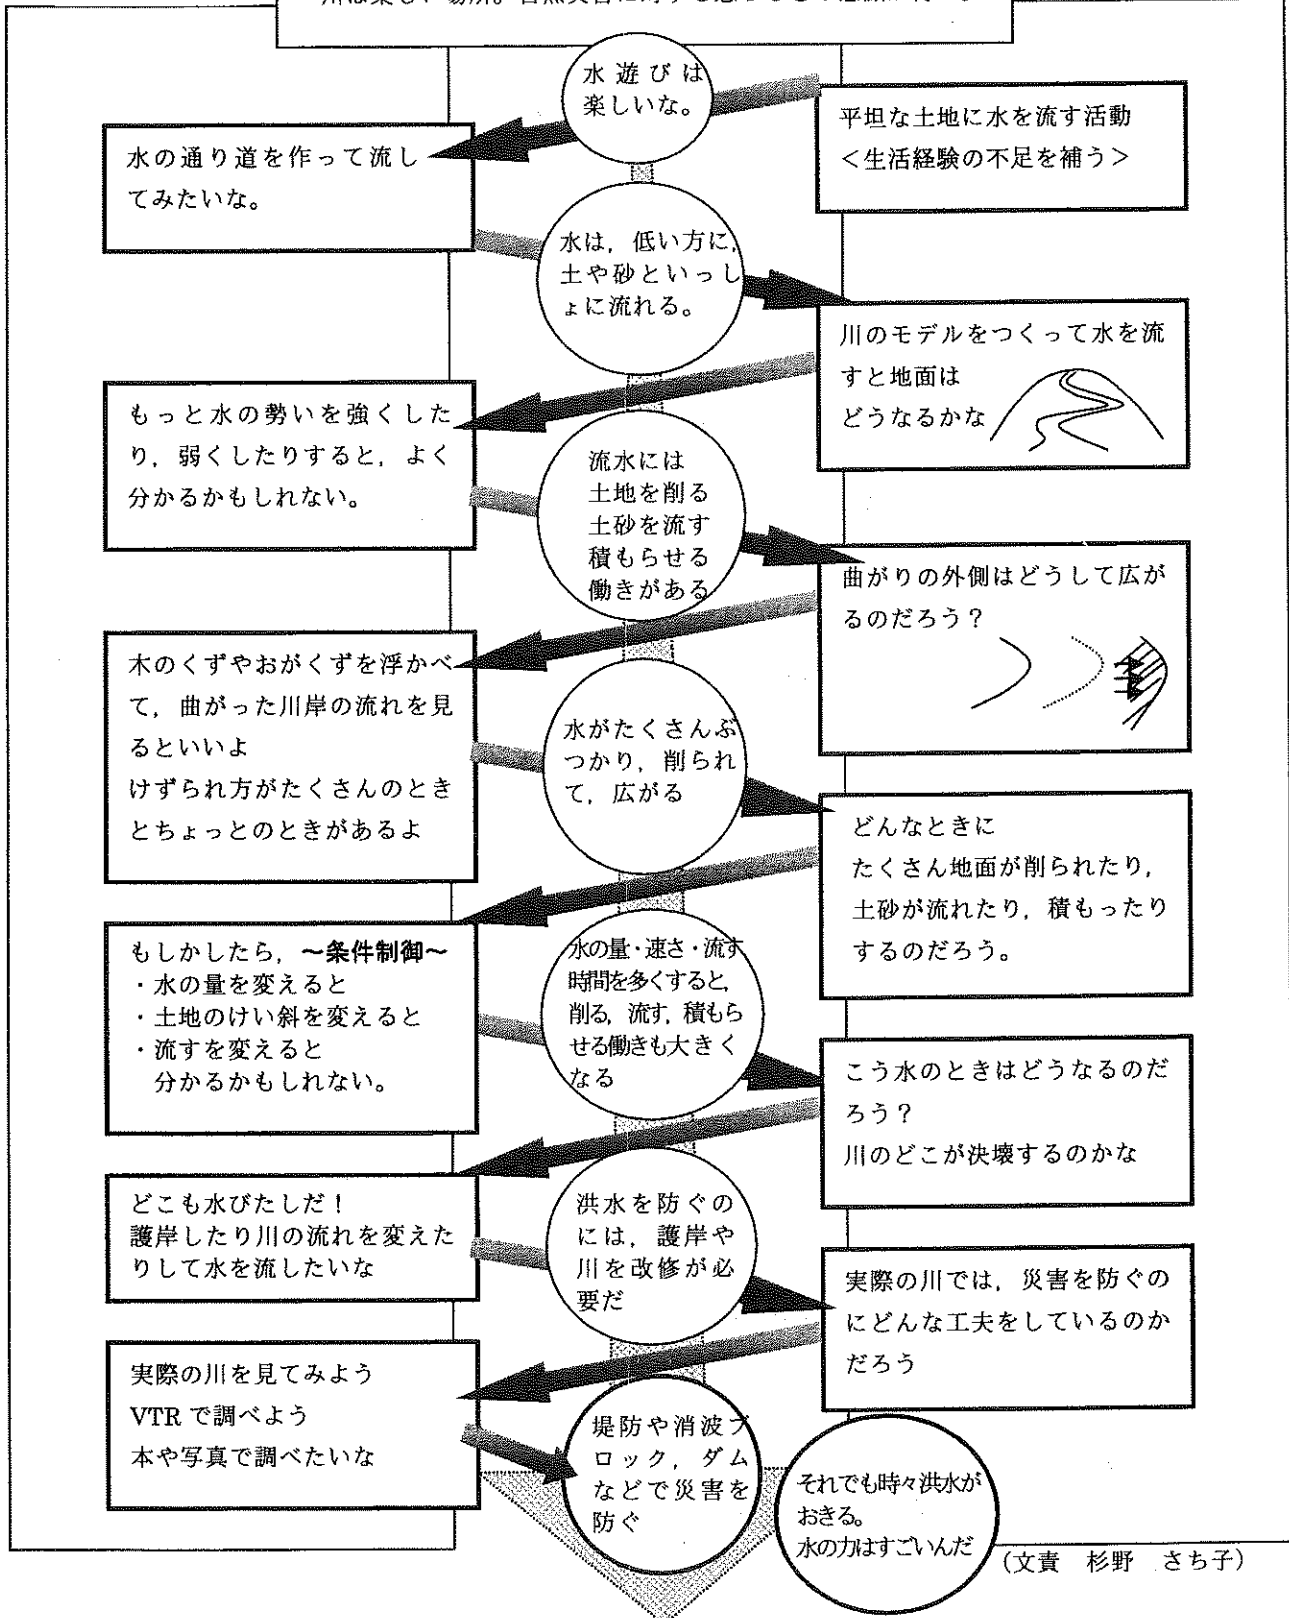 水遊びは
楽しいな。
平坦な土地に水を流す活動
<生活経験の不足を補う>
水の通り道を作って流し
てみたいな。
水は，低い方に，
土や砂といっし
ょに流れる。
川のモデルをつくって水を流
すと地面は
どうなるかな
もっと水の勢いを強くした
り，弱くしたりすると，よく
分かるかもしれない。
流水には
土地を削る
土砂を流す
積もらせる
働きがある
曲がりの外側はどうして広が
るのだろう？
木のくずやおがくずを浮かべ
て，曲がった川岸の流れを見
るといいよ
けずられ方がたくさんのとき
とちょっとのときがあるよ
水がたくさんぶ
つかり，削られ
て，広がる
どんなときに
たくさん地面が削られたり，
土砂が流れたり，積もったり
するのだろう。
もしかしたら，～条件制御～
・水の量を変えると
・土地のけい斜を変えると
・流すを変えると
分かるかもしれない。
水の量・速さ・流す
時間を多くすると，
削る，流す，積もら
せる働きも大きく
なる
こう水のときはどうなるのだ
ろう？
川のどこが決壊するのかな
どこも水びたしだ！
護岸したり川の流れを変えた
りして水を流したいな
洪水を防ぐの
には，護岸や
川を改修が必
要だ
実際の川では，災害を防ぐの
にどんな工夫をしているのか
だろう
実際の川を見てみよう
VTR で調べよう
本や写真で調べたいな
堤防や消波ブ
ロック，ダム
などで災害を
防ぐ
それでも時々洪水が
おきる。
水の力はすごいんだ
（文責　杉野　さち子）